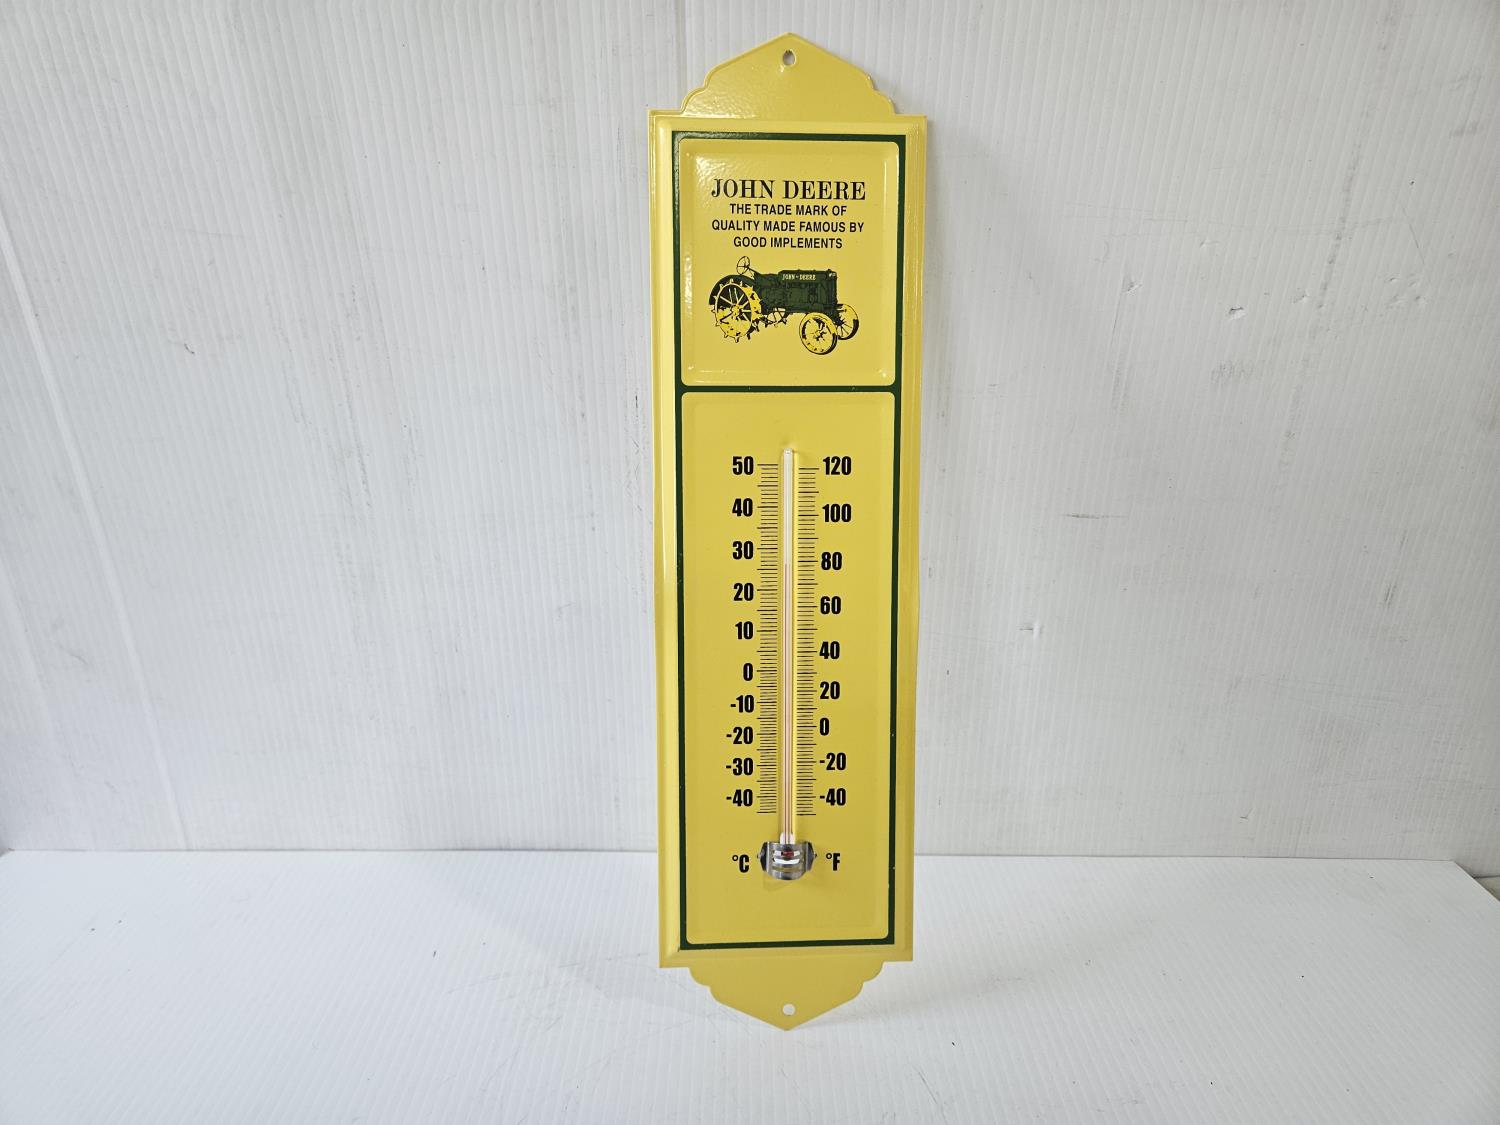 JOHN DEERE
THE TRADE MARK OF
QUALITY MADE FAMOUS BY
GOOD IMPLEMENTS
JOHN-DEERE
50 120
40 100
30 80
20 60
10 40
0 20
-10 0
-20 -20
-30 -40
-40
°C °F